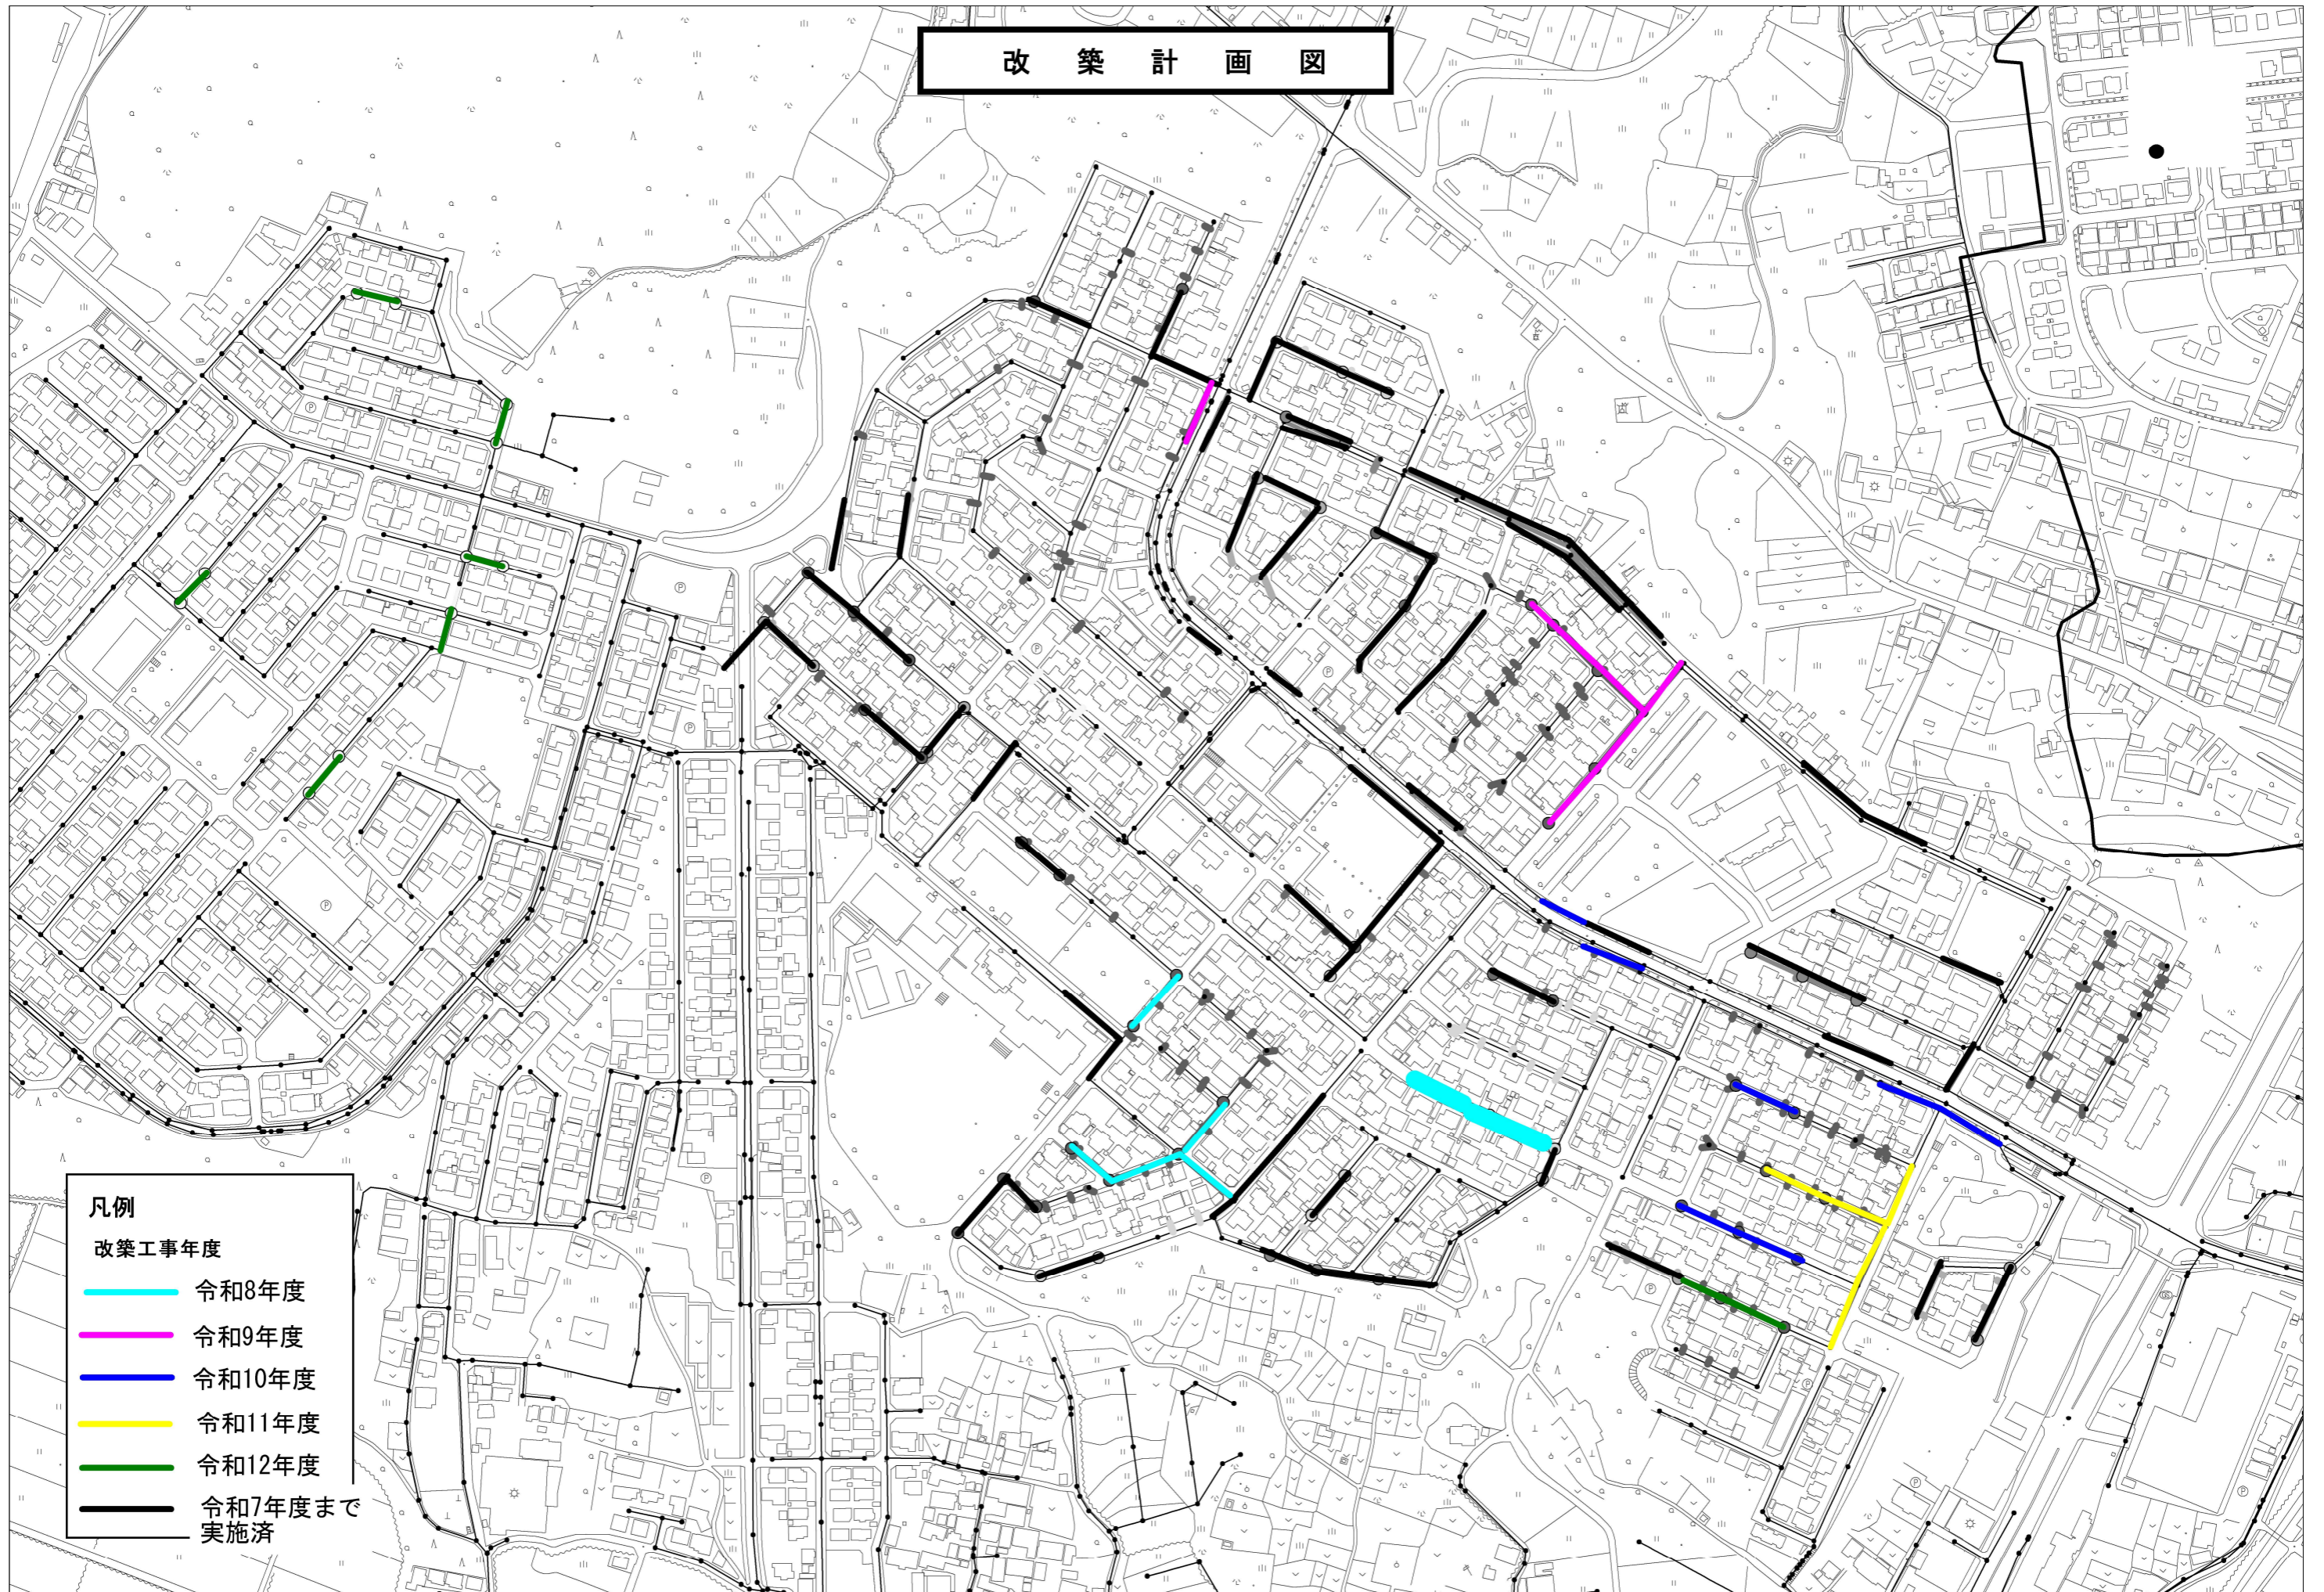 改築計画図
凡例
改築工事年度
令和8年度
令和9年度
令和10年度
令和11年度
令和12年度
令和7年度まで
実施済